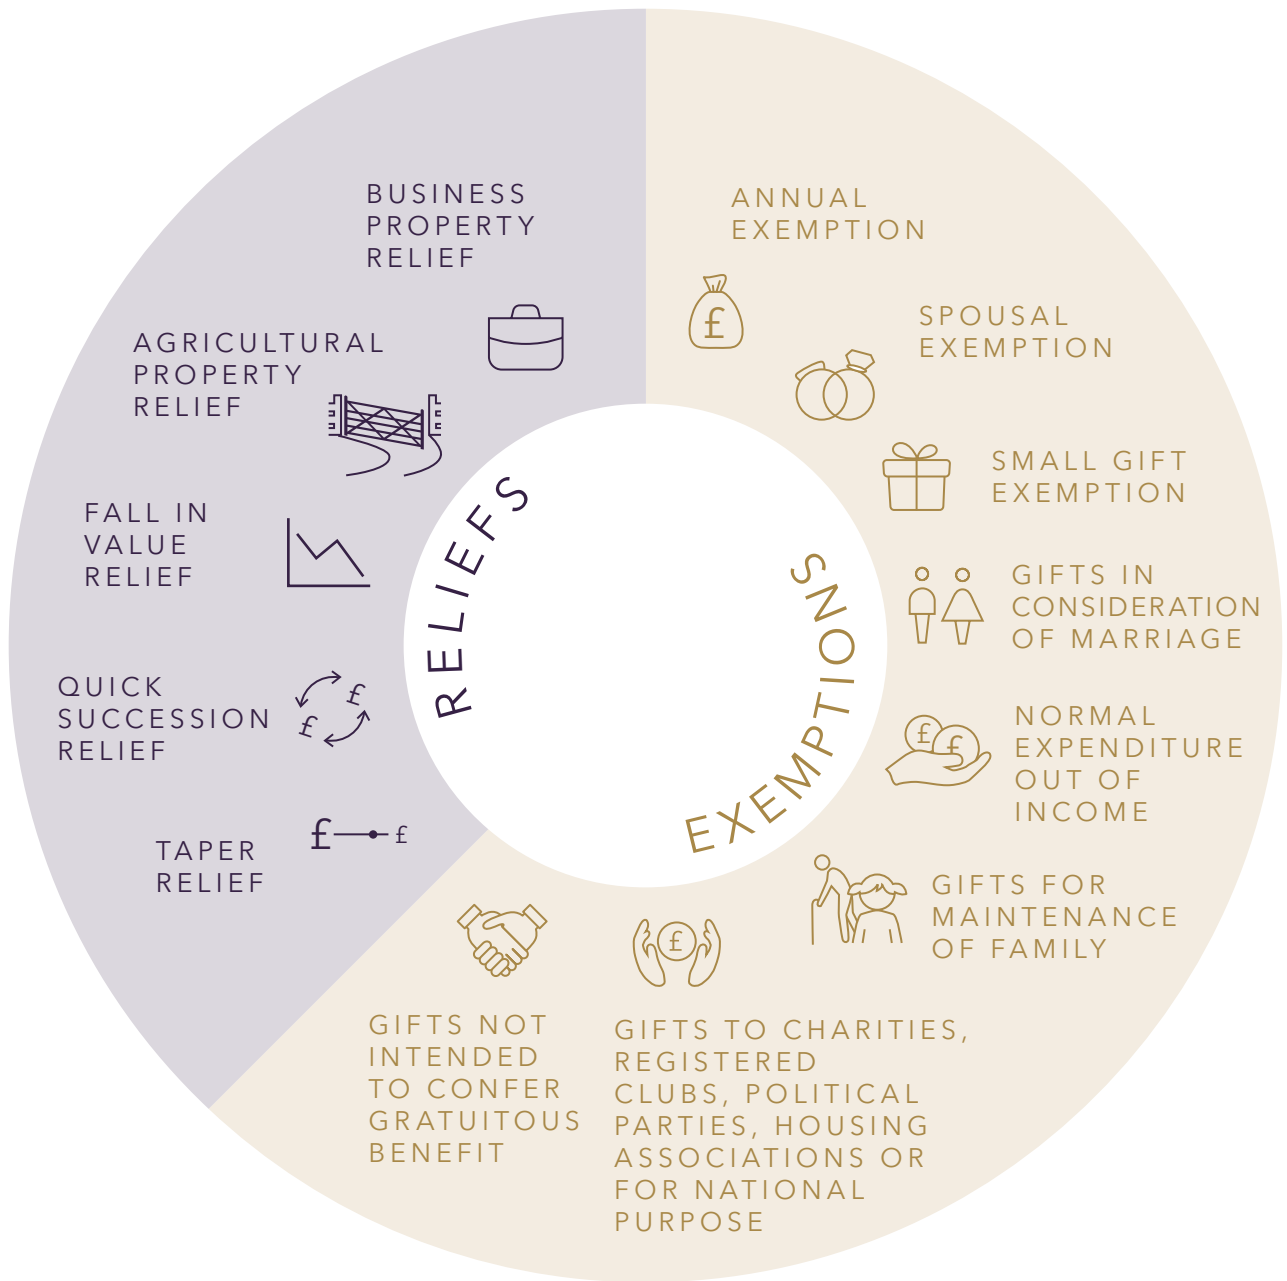 BUSINESS
PROPERTY
RELIEF
AGRICULTURAL
PROPERTY
RELIEF
FALL IN
VALUE
RELIEF
QUICK
SUCCESSION
RELIEF
£
£
TAPER
RELIEF
£
£
RELIEFS
ANNUAL
EXEMPTION
£
SPOUSAL
EXEMPTION
SMALL GIFT
EXEMPTION
GIFTS IN
CONSIDERATION
OF MARRIAGE
NORMAL
EXPENDITURE
OUT OF
INCOME
£
£
GIFTS FOR
MAINTENANCE
OF FAMILY
GIFTS TO CHARITIES,
REGISTERED
CLUBS, POLITICAL
PARTIES, HOUSING
ASSOCIATIONS OR
FOR NATIONAL
PURPOSE
£
GIFTS NOT
INTENDED
TO CONFER
GRATUITOUS
BENEFIT
EXEMPTIONS